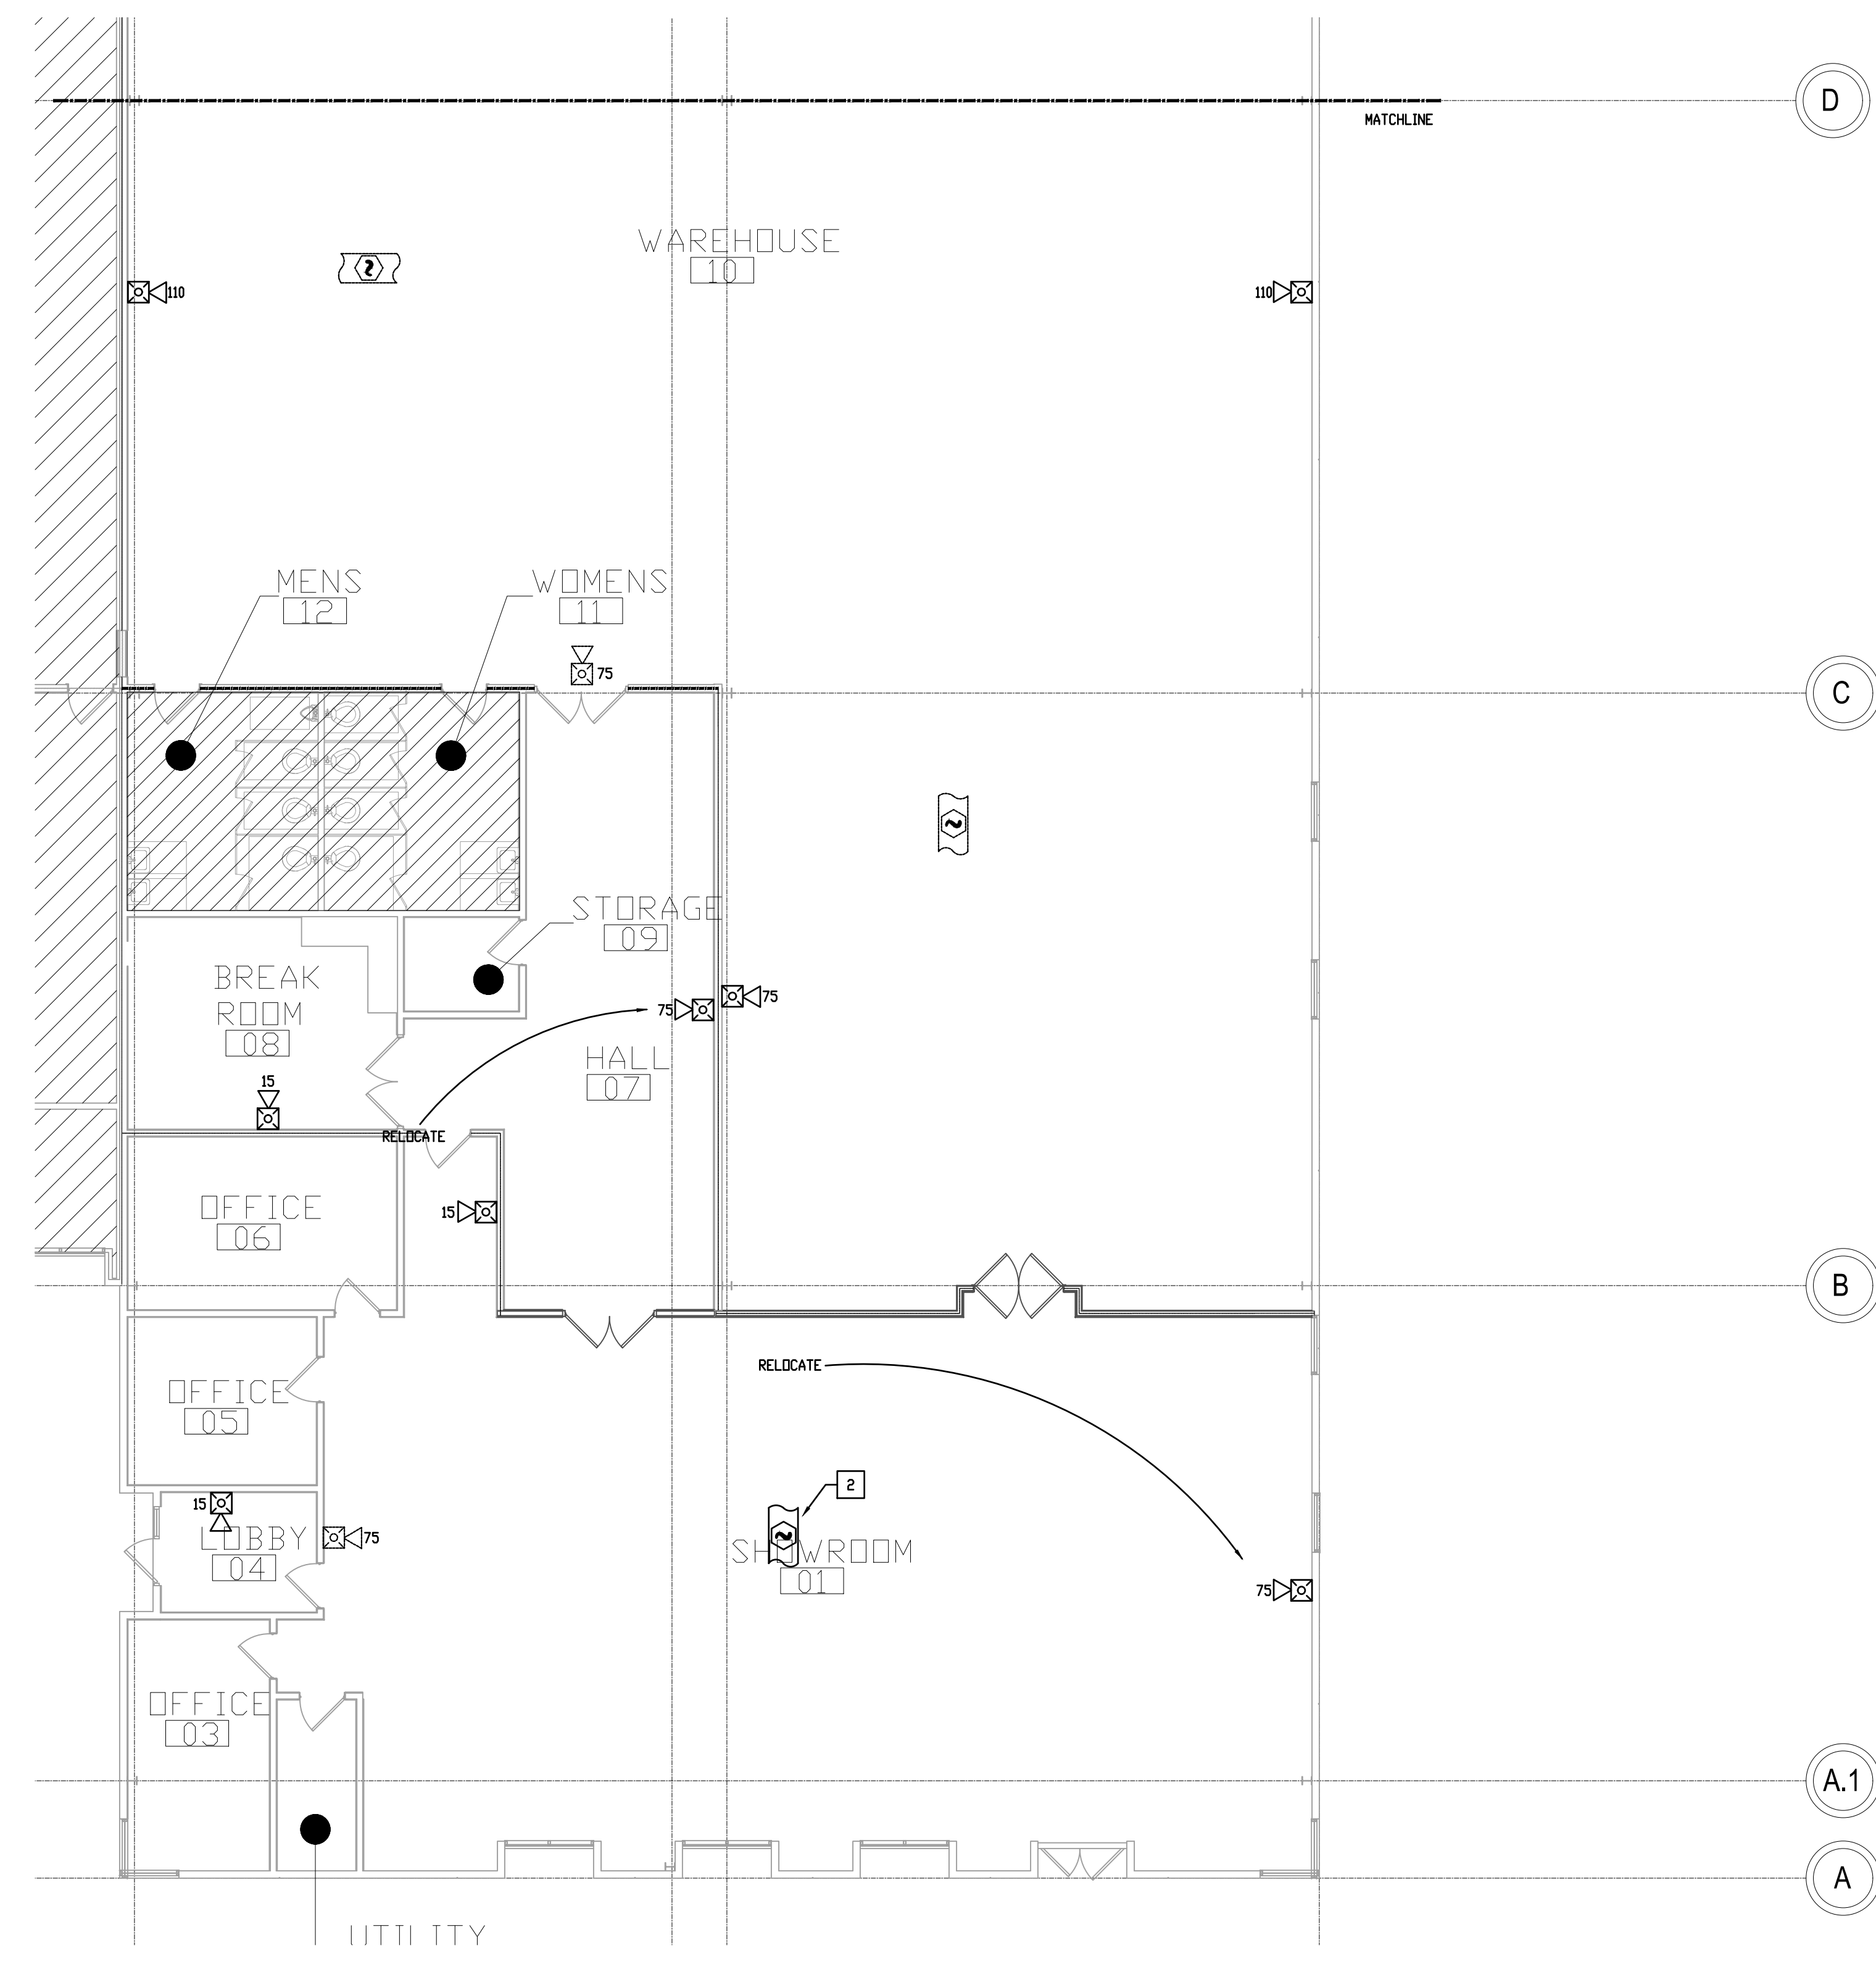 D
MATCHLINE
WAREHOUSE
10
110
110
MENS
12
WOMENS
11
75
C
STORAGE
09
BREAK
ROOM
08
75
75
HALL
07
15
RELOCATE
OFFICE
06
15
B
RELOCATE
OFFICE
05
2
15
LOBBY
04
75
SHOWROOM
01
75
OFFICE
03
A.1
A
UTILITY